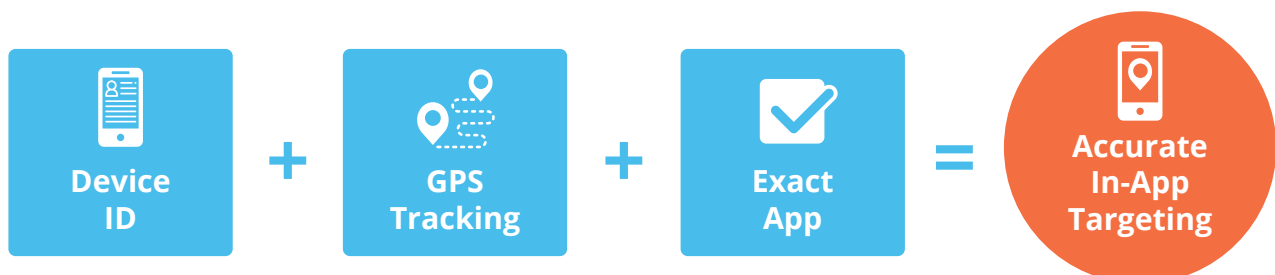 Device
ID
+
GPS
Tracking
+
Exact
App
=
Accurate
In-App
Targeting